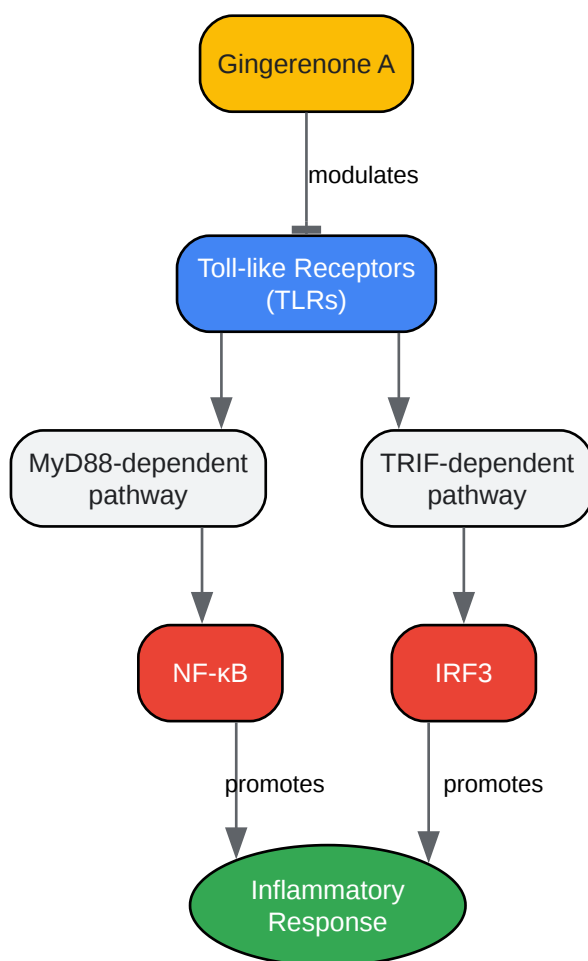 Gingerenone A
modulates
Toll-like Receptors
(TLRs)
MyD88-dependent
pathway
TRIF-dependent
pathway
NF-κB
IRF3
promotes
promotes
Inflammatory
Response